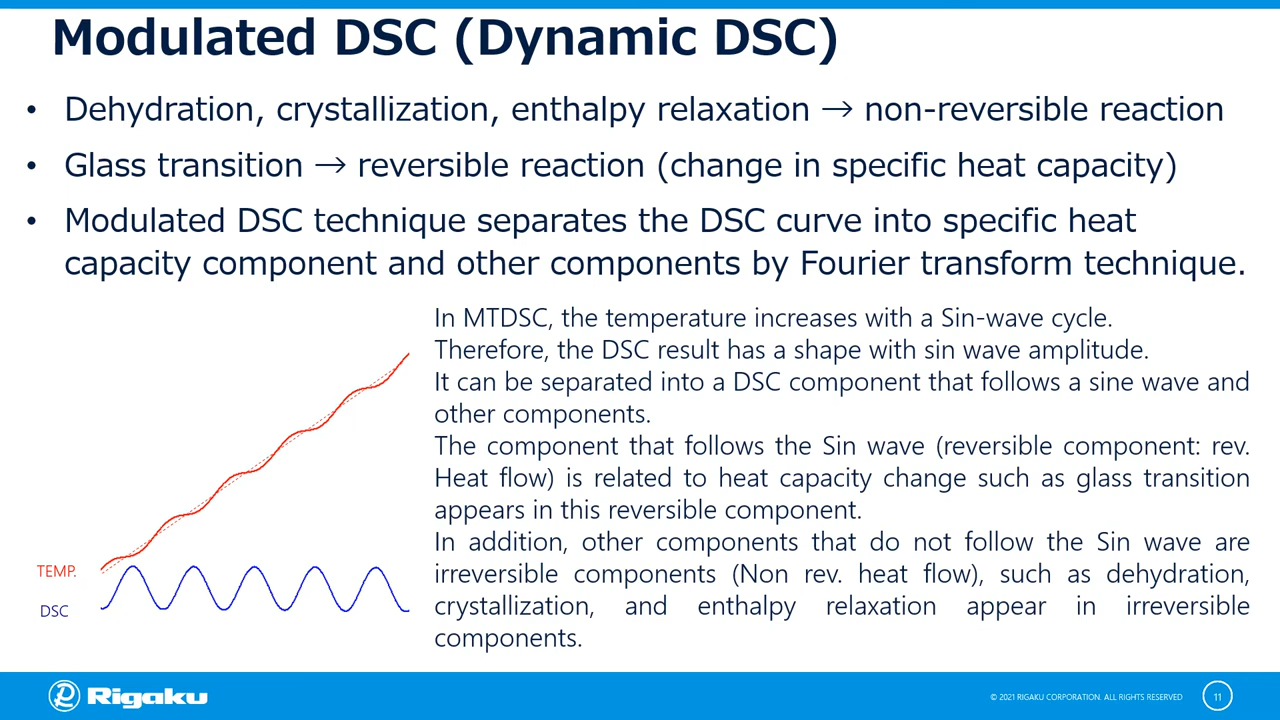 Modulated DSC (Dynamic DSC)
• Dehydration, crystallization, enthalpy relaxation → non-reversible reaction
• Glass transition → reversible reaction (change in specific heat capacity)
• Modulated DSC technique separates the DSC curve into specific heat
capacity component and other components by Fourier transform technique.
In MTDSC, the temperature increases with a Sin-wave cycle.
Therefore, the DSC result has a shape with sin wave amplitude.
It can be separated into a DSC component that follows a sine wave and
other components.
The component that follows the Sin wave (reversible component: rev.
Heat flow) is related to heat capacity change such as glass transition
appears in this reversible component.
In addition, other components that do not follow the Sin wave are
irreversible components (Non rev. heat flow), such as dehydration,
crystallization, and enthalpy relaxation appear in irreversible
components.
TEMP.
DSC
Rigaku
© 2021 RIGAKU CORPORATION. ALL RIGHTS RESERVED
11